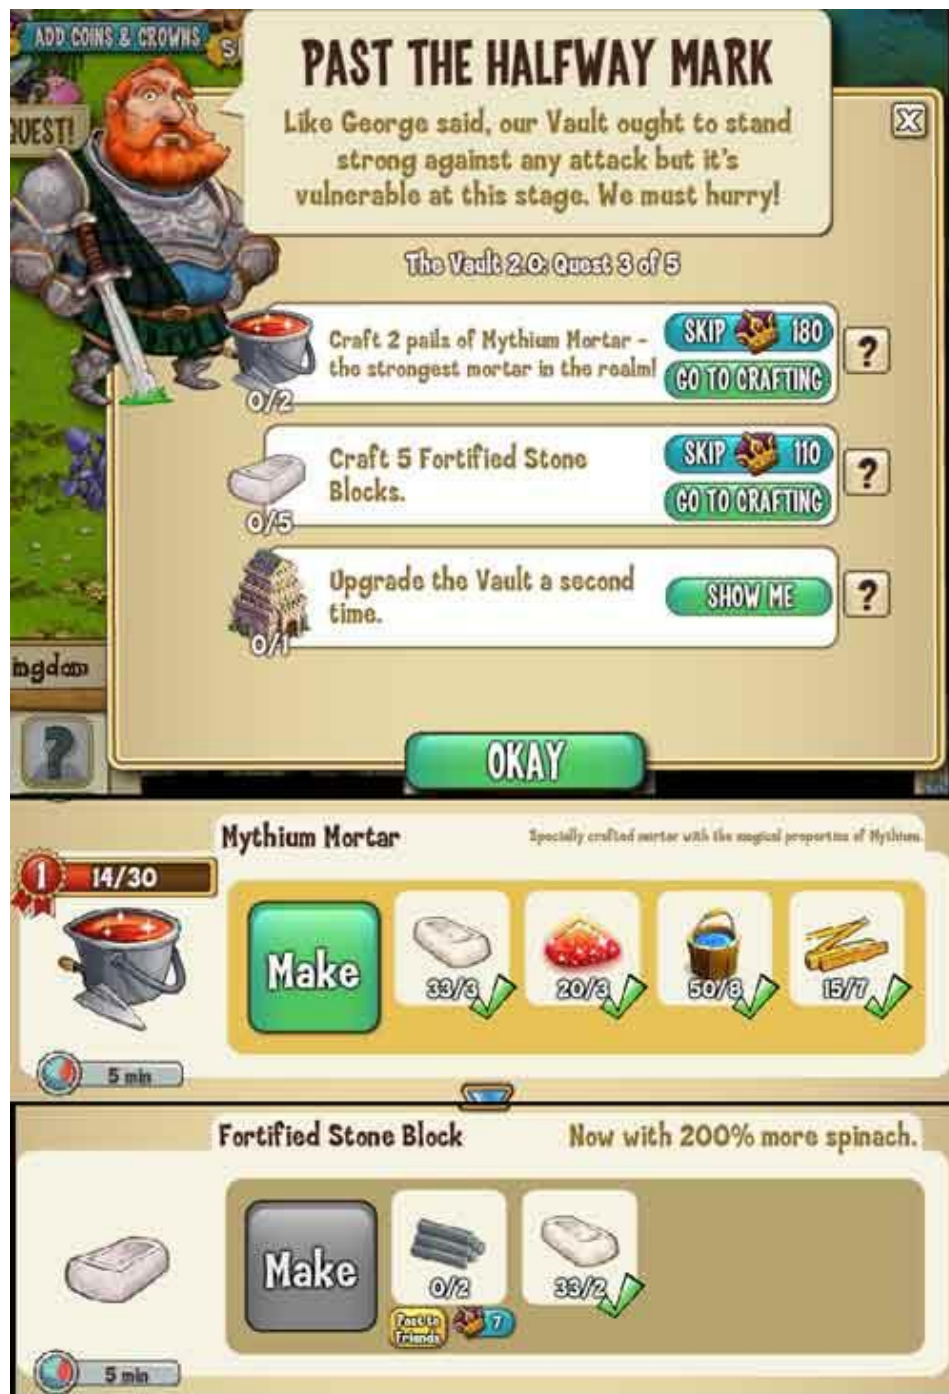 ADD COINS & CROWNS
PAST THE HALFWAY MARK
Like George said, our Vault ought to stand
strong against any attack but it's
vulnerable at this stage. We must hurry!
QUEST!
X
The Vault 2.0: Quest 3 of 5
Craft 2 pails of Mythium Mortar -
the strongest mortar in the realm!
0/2
SKIP 180
GO TO CRAFTING
?
Craft 5 Fortified Stone
Blocks.
0/5
SKIP 110
GO TO CRAFTING
?
Upgrade the Vault a second
time.
0/1
SHOW ME
?
ingdom
?
OKAY
Mythium Mortar
Specially crafted mortar with the magical properties of Mythium.
1
14/30
Make
33/3
20/3
50/8
15/7
5 min
Fortified Stone Block
Now with 200% more spinach.
Make
0/2
33/2
Post to
Friends
7
5 min